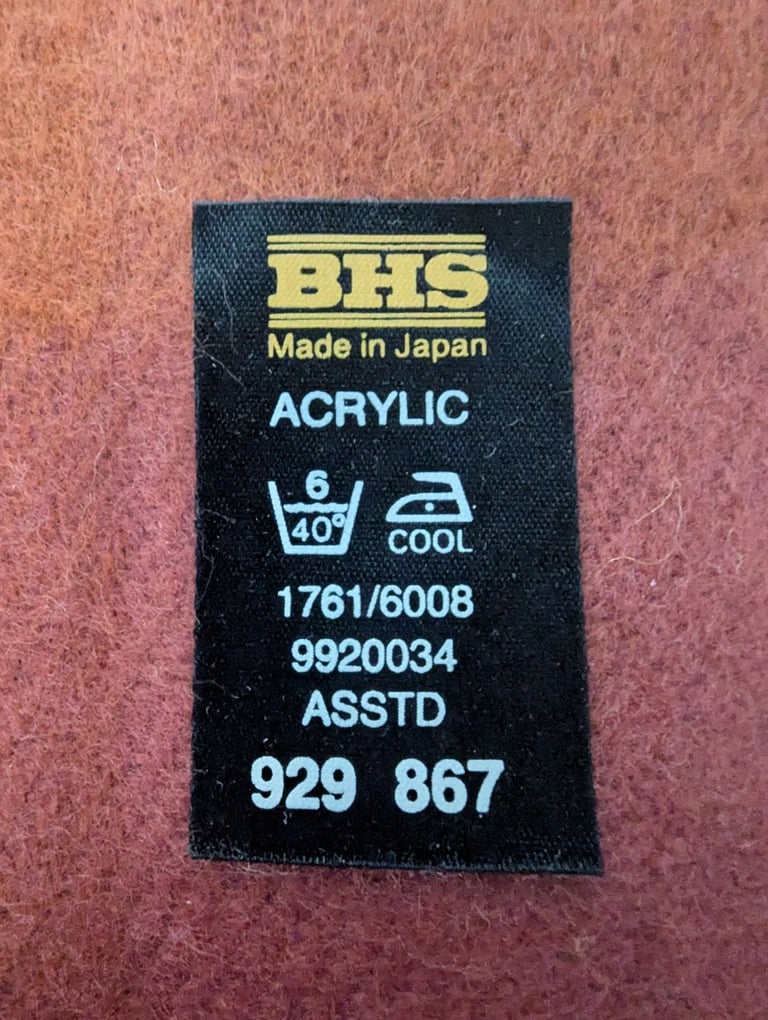 BHS
Made in Japan
ACRYLIC
6
40°
COOL
1761/6008
9920034
ASSTD
929 867